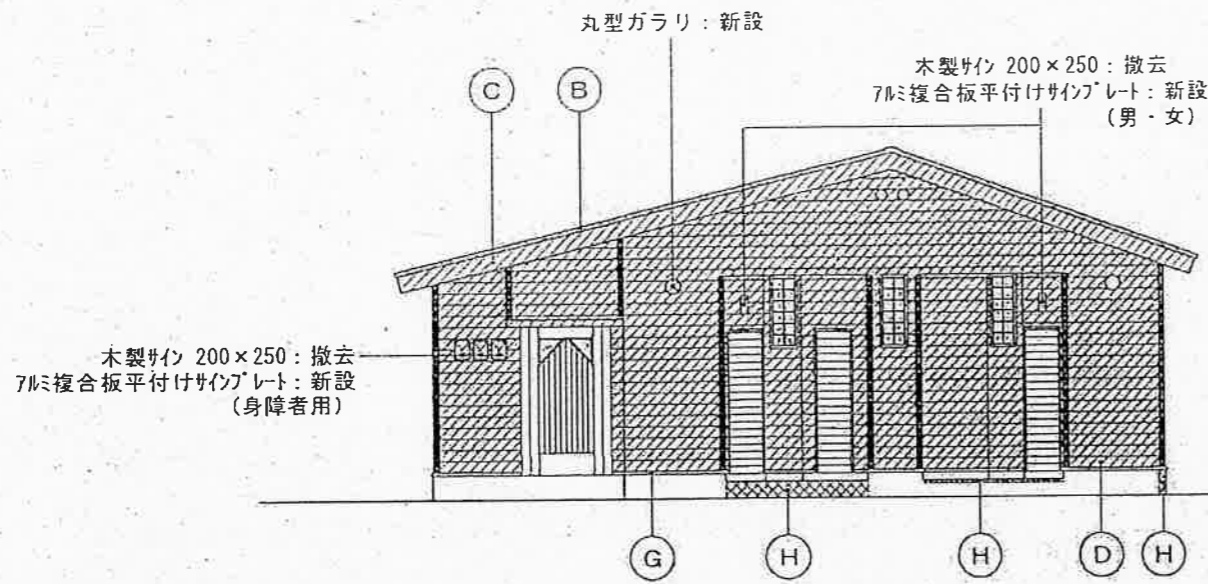 丸型ガラリ：新設
木製ｻｲﾝ 200×250：撤去
ｱﾙﾐ複合板平付けｻｲﾝﾌﾟﾚｰﾄ：新設
(男・女)
C
B
木製ｻｲﾝ 200×250：撤去
ｱﾙﾐ複合板平付けｻｲﾝﾌﾟﾚｰﾄ：新設
(身障者用)
G
H
H
D
H